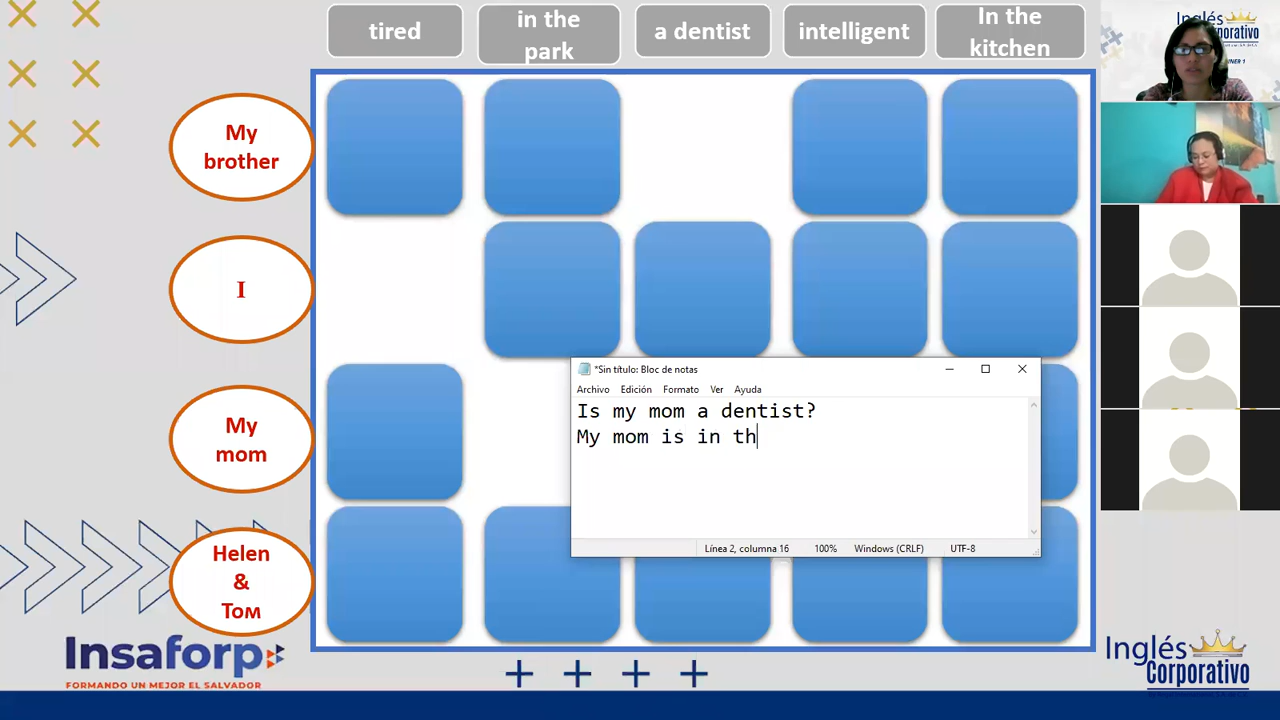 tired
in the
park
a dentist
intelligent
In the
kitchen
My
brother
I
My
mom
Helen
&
Tom
*Sin título: Bloc de notas
Archivo Edición Formato Ver Ayuda
Is my mom a dentist?
My mom is in th
Línea 2, columna 16 100% Windows (CRLF) UTF-8
Insaforp
FORMANDO UN MEJOR EL SALVADOR
Inglés
Corporativo
Inglés
Corporativo